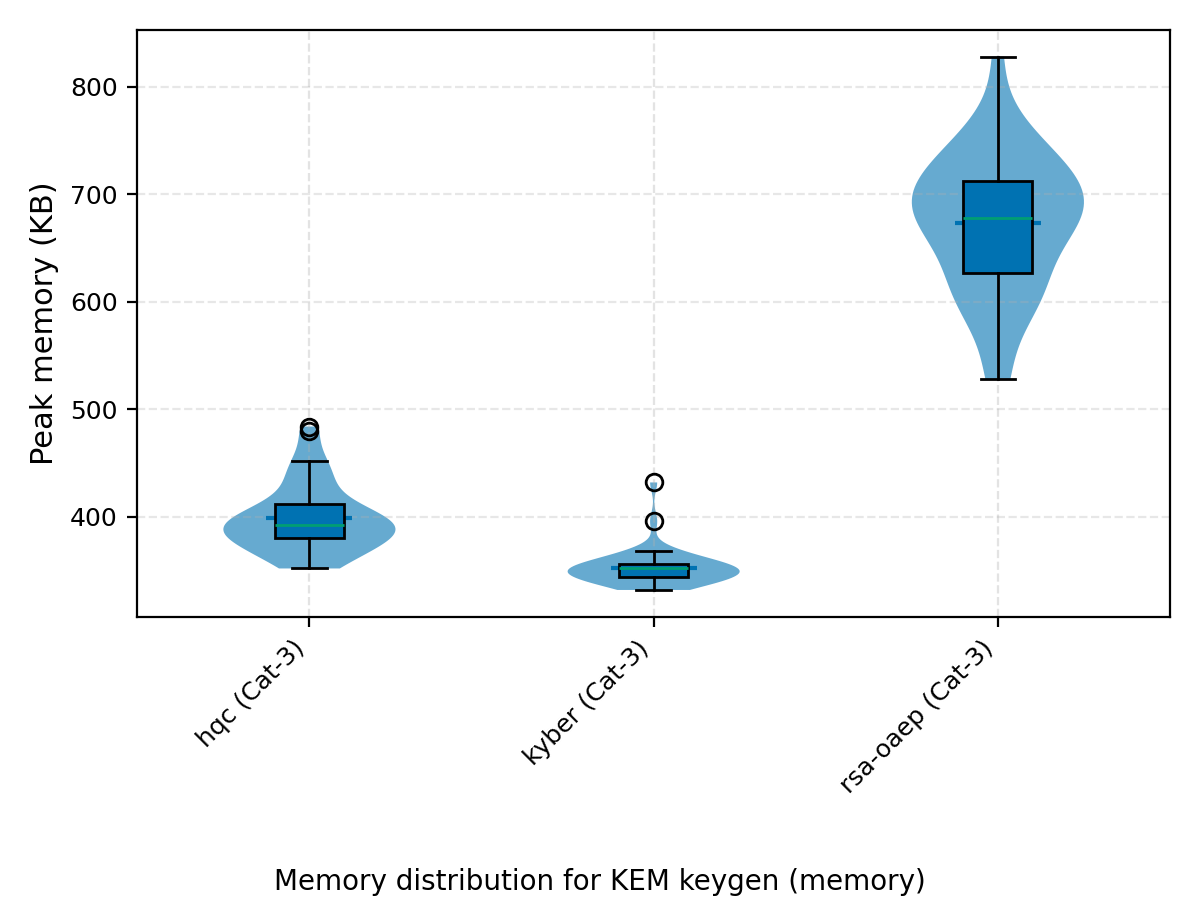 Peak memory (KB)
800
700
600
500
400
hqc (Cat-3)
kyber (Cat-3)
rsa-oaep (Cat-3)
Memory distribution for KEM keygen (memory)